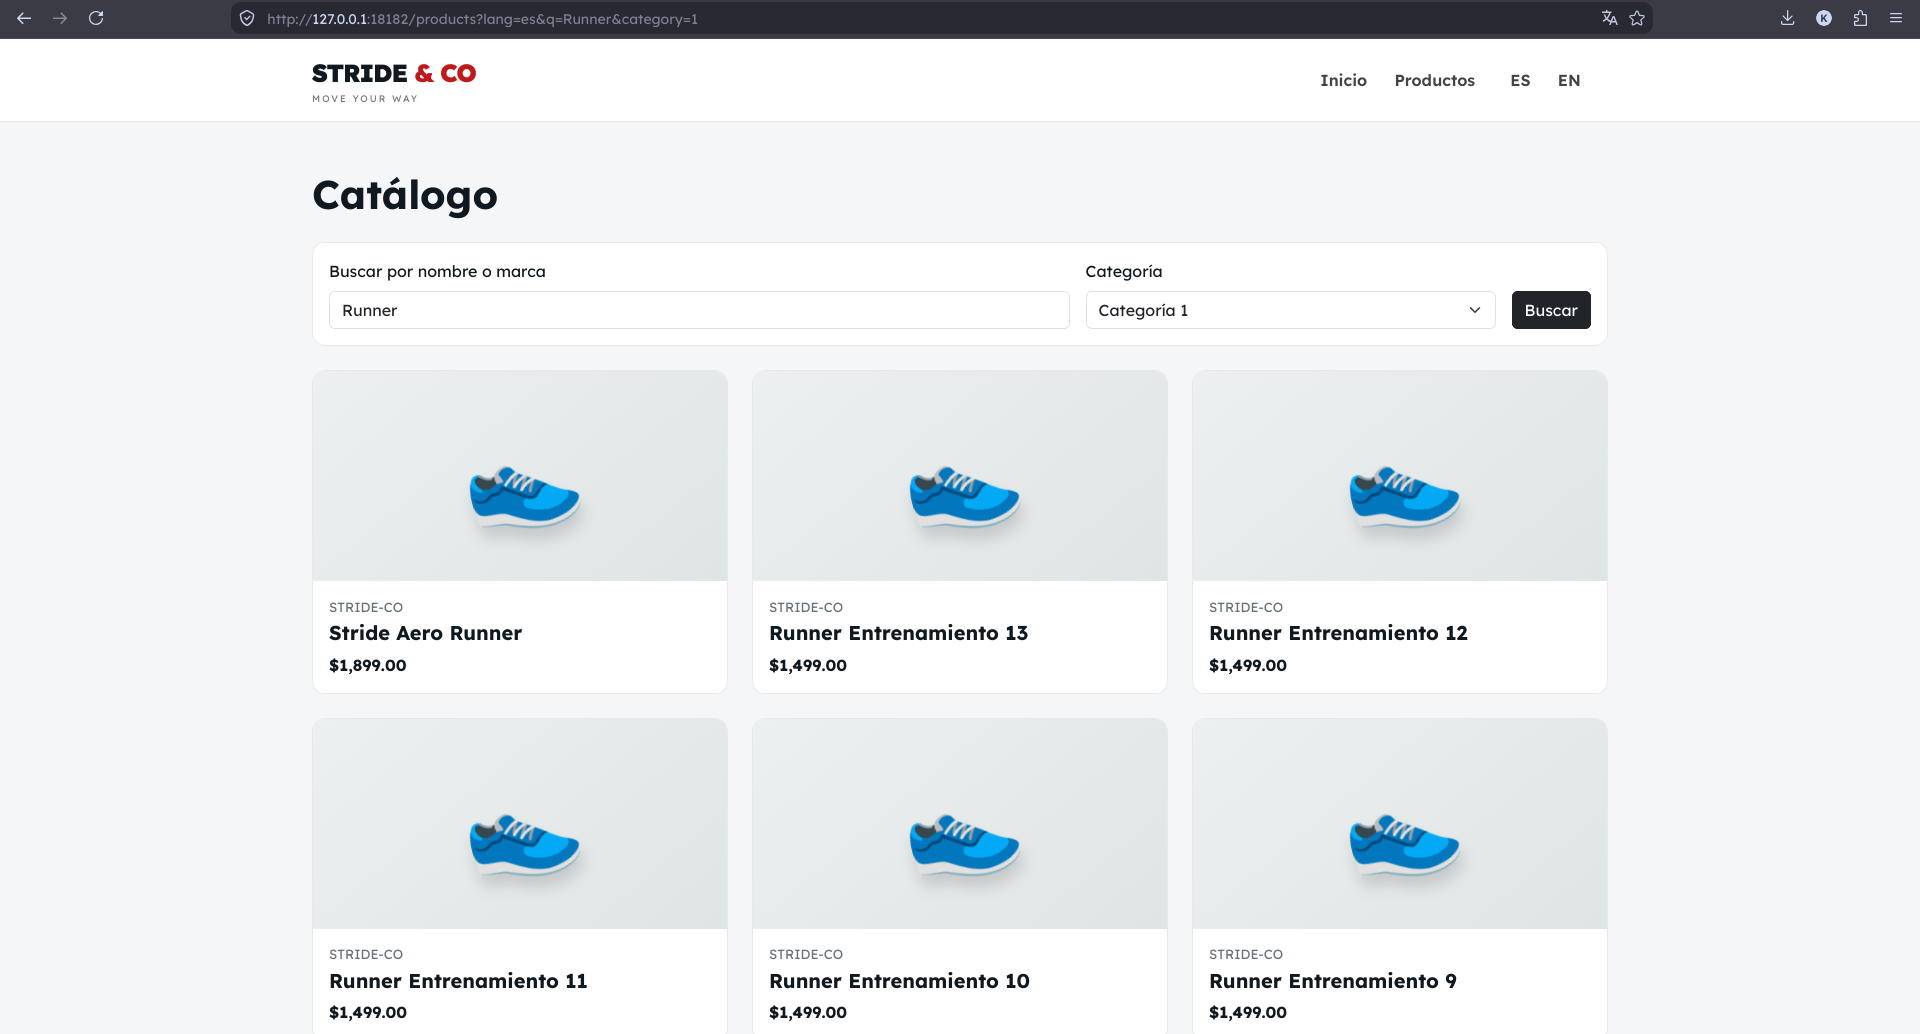 http://127.0.0.1:18182/products?lang=es&q=Runner&category=1
K
STRIDE & CO
MOVE YOUR WAY
Inicio Productos ES EN
Catálogo
Buscar por nombre o marca Categoría
Runner Categoría 1 Buscar
STRIDE-CO
Stride Aero Runner
$1,899.00
STRIDE-CO
Runner Entrenamiento 13
$1,499.00
STRIDE-CO
Runner Entrenamiento 12
$1,499.00
STRIDE-CO
Runner Entrenamiento 11
$1,499.00
STRIDE-CO
Runner Entrenamiento 10
$1,499.00
STRIDE-CO
Runner Entrenamiento 9
$1,499.00